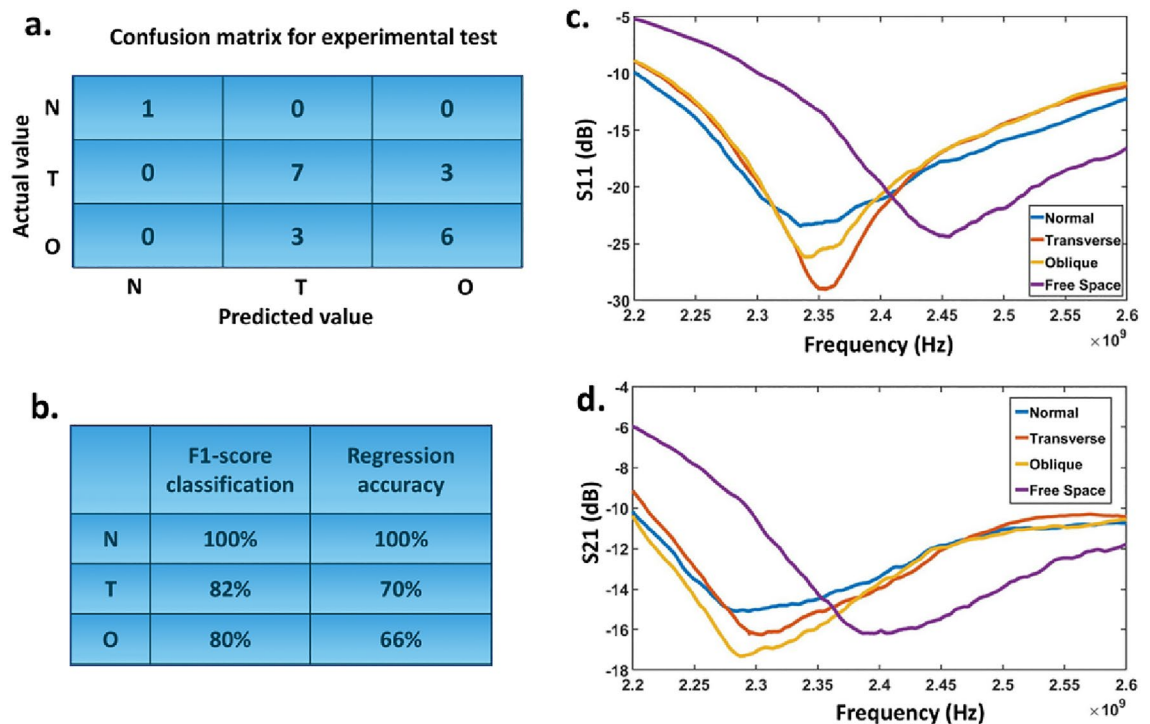 a.
Confusion matrix for experimental test
Actual value
N 1 0 0
T 0 7 3
O 0 3 6
N T O
Predicted value
b.
F1-score classification Regression accuracy
N 100% 100%
T 82% 70%
O 80% 66%
c.
S11 (dB)
-5
-10
-15
-20
-25
-30
Normal
Transverse
Oblique
Free Space
2.2 2.25 2.3 2.35 2.4 2.45 2.5 2.55 2.6
Frequency (Hz) ×10⁹
d.
S21 (dB)
-4
-6
-8
-10
-12
-14
-16
-18
Normal
Transverse
Oblique
Free Space
2.2 2.25 2.3 2.35 2.4 2.45 2.5 2.55 2.6
Frequency (Hz) ×10⁹